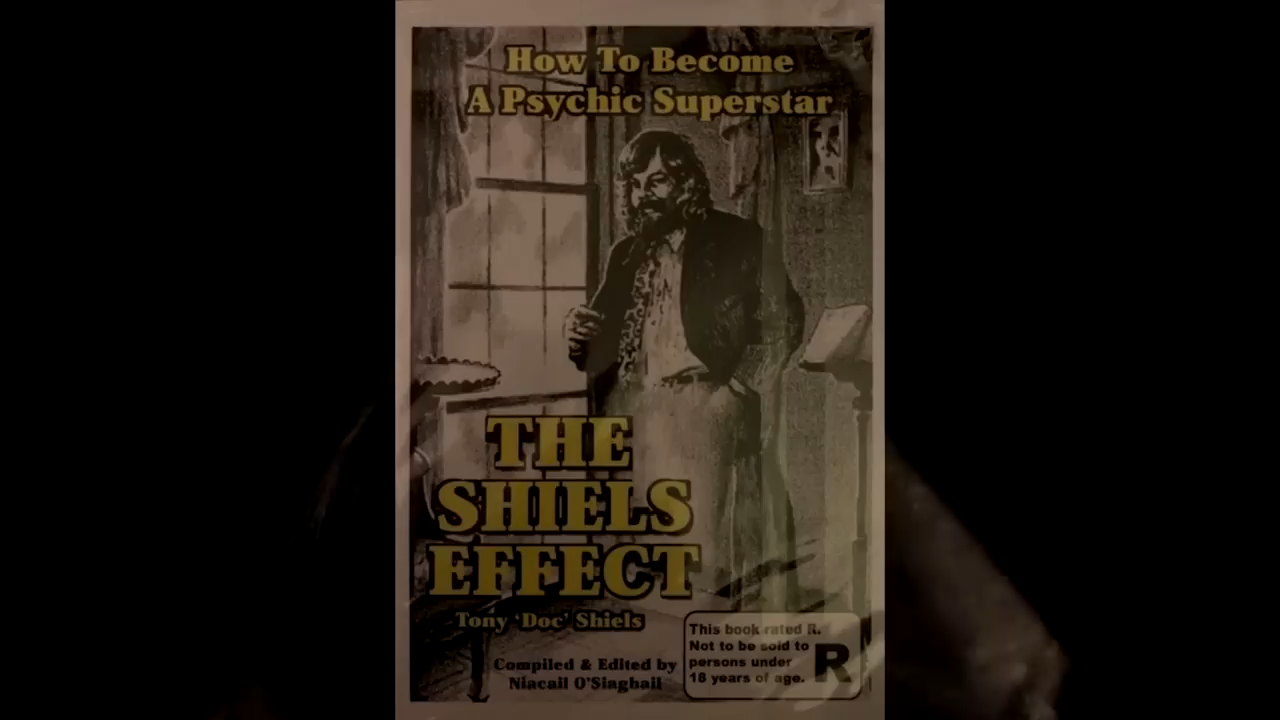 How To Become
A Psychic Superstar
THE
SHIELS
EFFECT
Tony 'Doc' Shiels
Compiled & Edited by
Niacail O'Siaghail
This book rated R.
Not to be sold to
persons under
18 years of age.
R